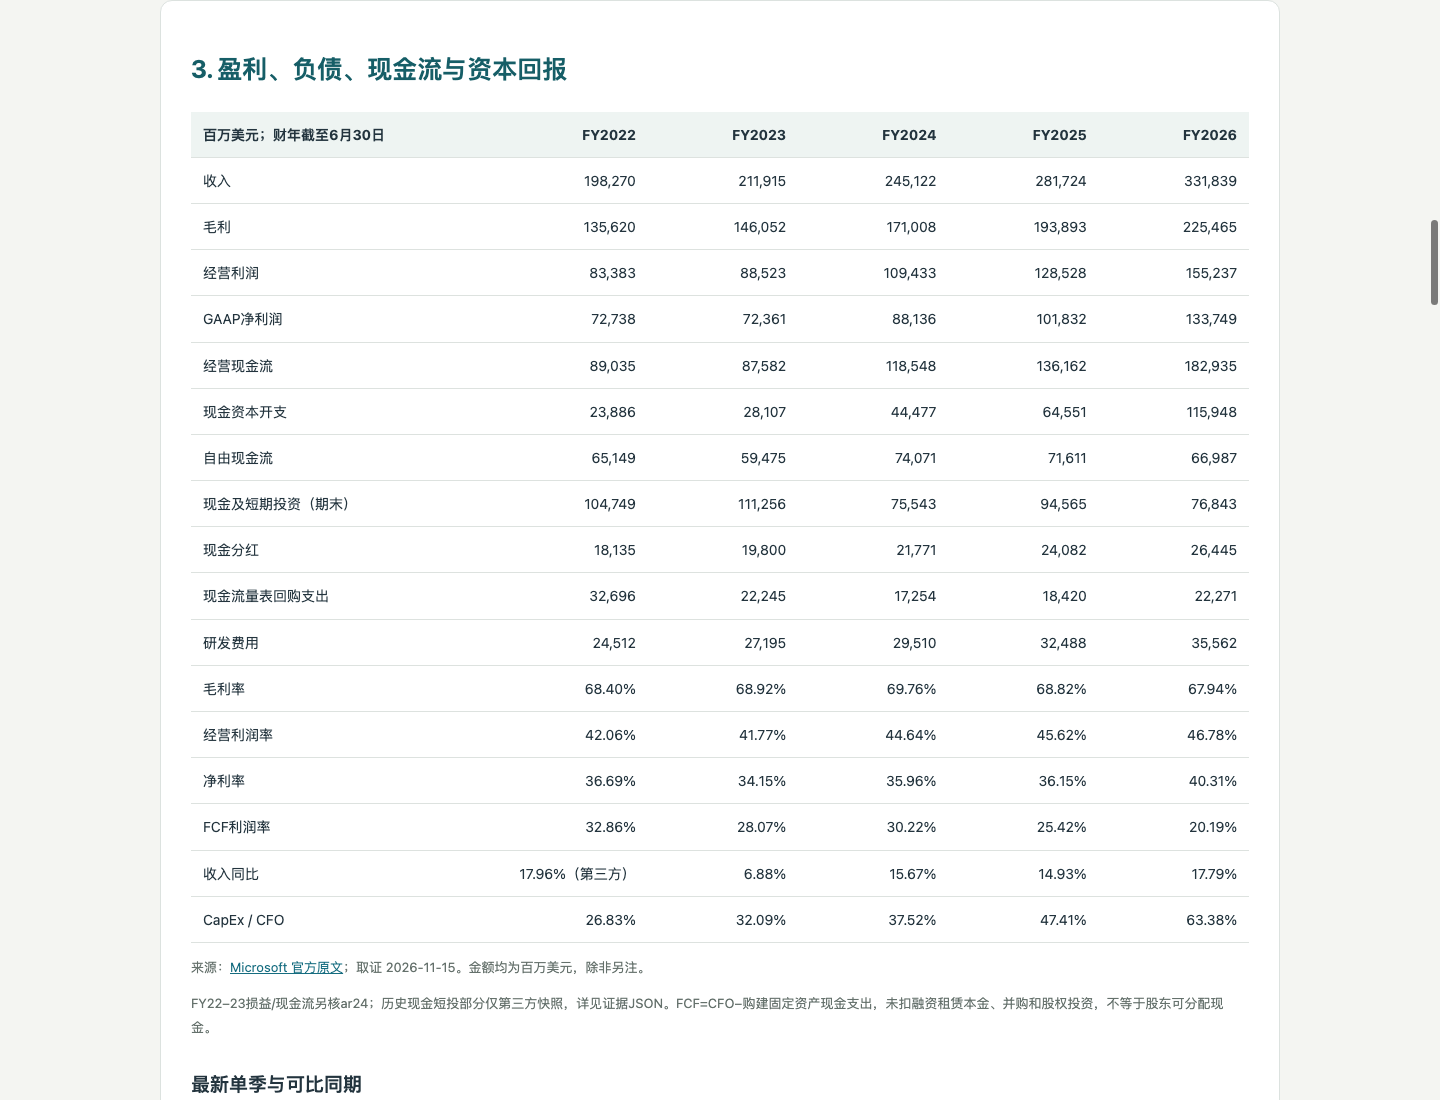 3. 盈利、负债、现金流与资本回报
百万美元；财年截至6月30日 FY2022 FY2023 FY2024 FY2025 FY2026
收入 198,270 211,915 245,122 281,724 331,839
毛利 135,620 146,052 171,008 193,893 225,465
经营利润 83,383 88,523 109,433 128,528 155,237
GAAP净利润 72,738 72,361 88,136 101,832 133,749
经营现金流 89,035 87,582 118,548 136,162 182,935
现金资本开支 23,886 28,107 44,477 64,551 115,948
自由现金流 65,149 59,475 74,071 71,611 66,987
现金及短期投资（期末） 104,749 111,256 75,543 94,565 76,843
现金分红 18,135 19,800 21,771 24,082 26,445
现金流量表回购支出 32,696 22,245 17,254 18,420 22,271
研发费用 24,512 27,195 29,510 32,488 35,562
毛利率 68.40% 68.92% 69.76% 68.82% 67.94%
经营利润率 42.06% 41.77% 44.64% 45.62% 46.78%
净利率 36.69% 34.15% 35.96% 36.15% 40.31%
FCF利润率 32.86% 28.07% 30.22% 25.42% 20.19%
收入同比 17.96%（第三方） 6.88% 15.67% 14.93% 17.79%
CapEx / CFO 26.83% 32.09% 37.52% 47.41% 63.38%
来源：Microsoft 官方原文；取证 2026-11-15。金额均为百万美元，除非另注。
FY22–23损益/现金流另核ar24；历史现金短投部分仅第三方快照，详见证据JSON。FCF=CFO−购建固定资产现金支出，未扣融资租赁本金、并购和股权投资，不等于股东可分配现
金。
最新单季与可比同期